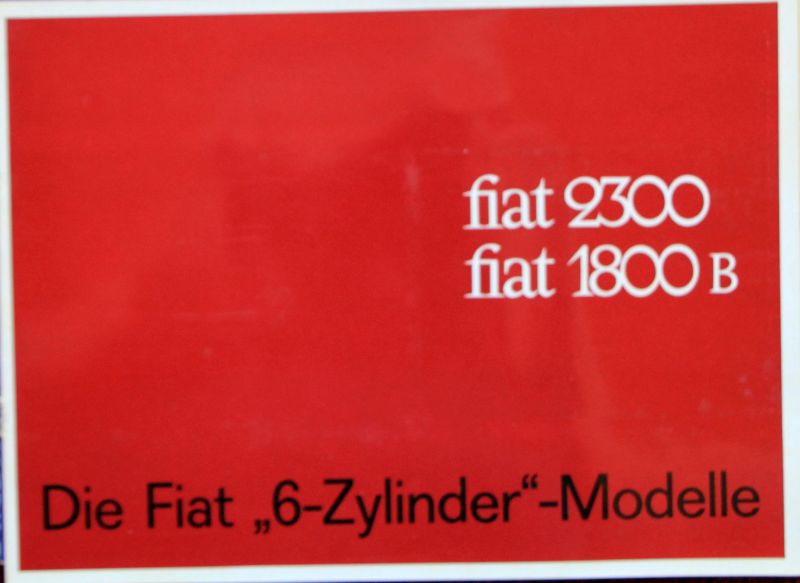 fiat 2300
fiat 1800 B
Die Fiat „6-Zylinder“-Modelle